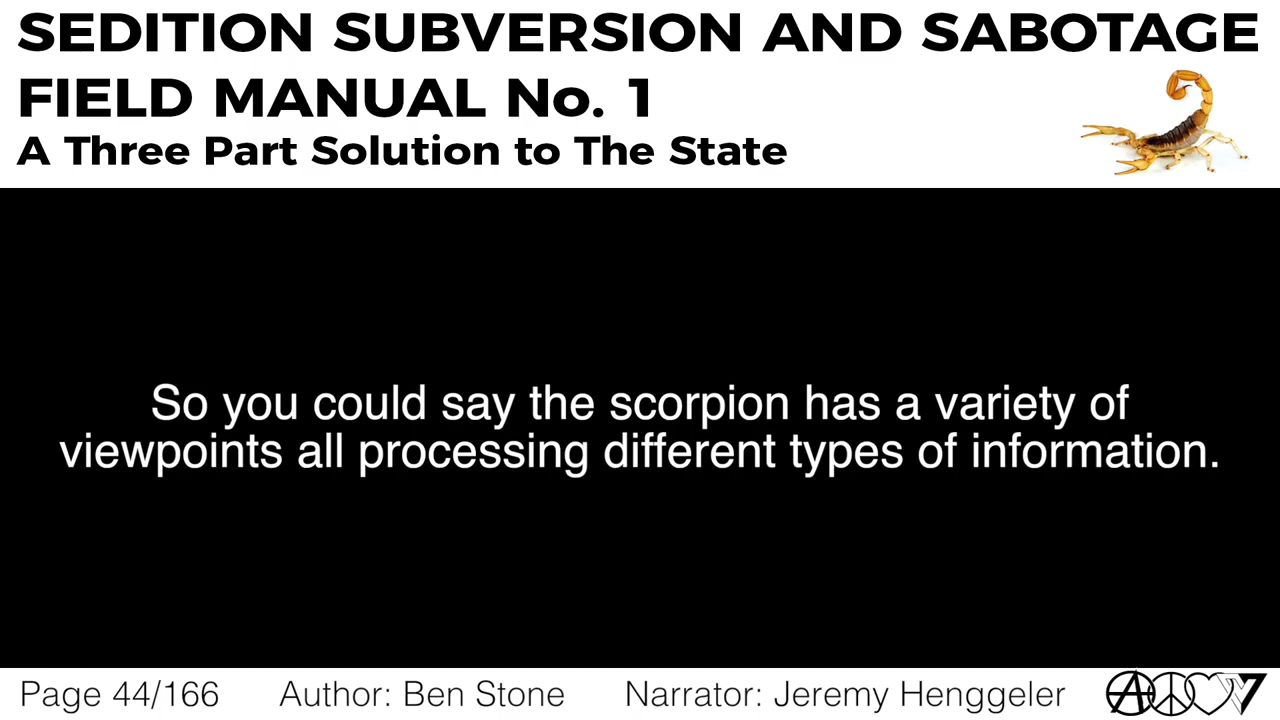 SEDITION SUBVERSION AND SABOTAGE
FIELD MANUAL No. 1
A Three Part Solution to The State
So you could say the scorpion has a variety of
viewpoints all processing different types of information.
Page 44/166 Author: Ben Stone Narrator: Jeremy Henggeler